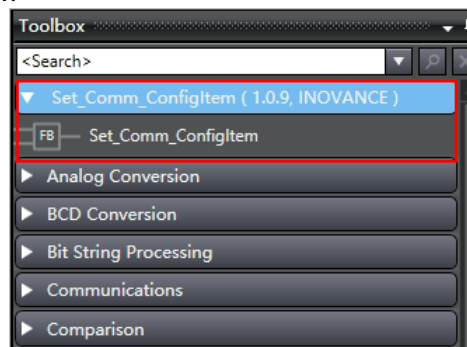 Toolbox
<Search>
Set_Comm_ConfigItem ( 1.0.9, INOVANCE )
FB Set_Comm_ConfigItem
Analog Conversion
BCD Conversion
Bit String Processing
Communications
Comparison